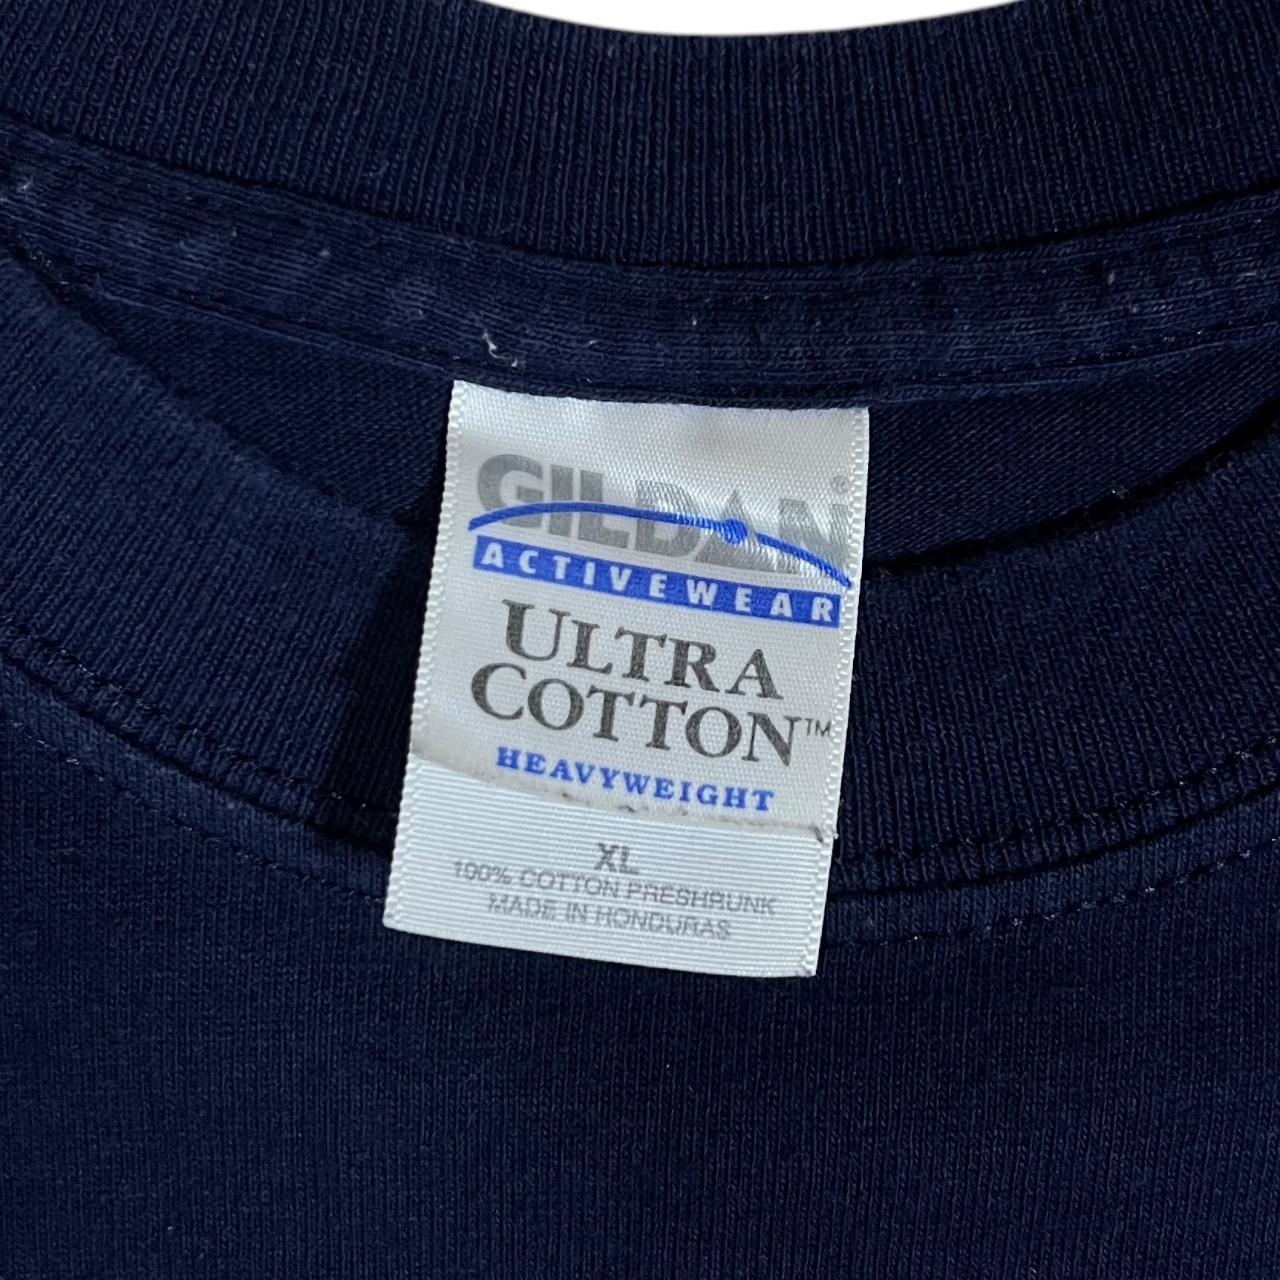 GILDAN®
ACTIVEWEAR
ULTRA
COTTON™
HEAVYWEIGHT
XL
100% COTTON PRESHRUNK
MADE IN HONDURAS